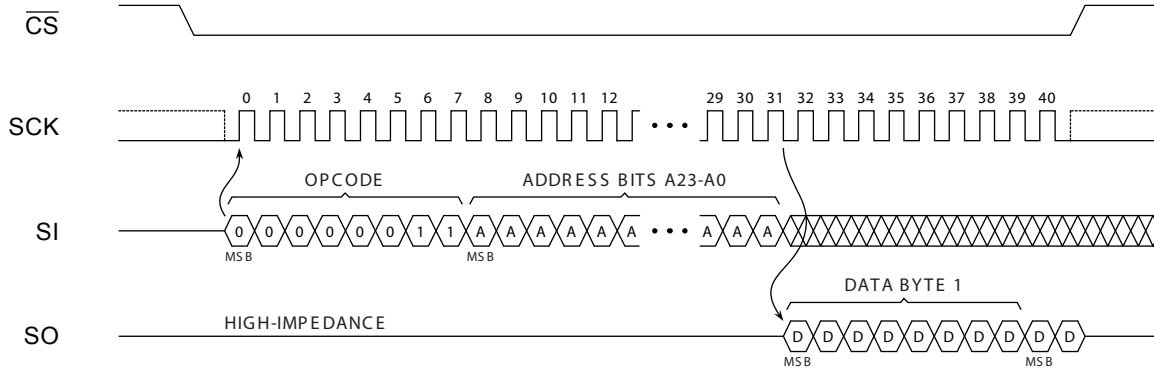 CS
0 1 2 3 4 5 6 7 8 9 10 11 12 29 30 31 32 33 34 35 36 37 38 39 40
SCK
OPCODE ADDRESS BITS A23-A0
SI 0 0 0 0 0 0 1 1 A A A A A A A A A
MSB MSB
DATA BYTE 1
HIGH-IMPEDANCE
SO D D D D D D D D D D
MSB MSB